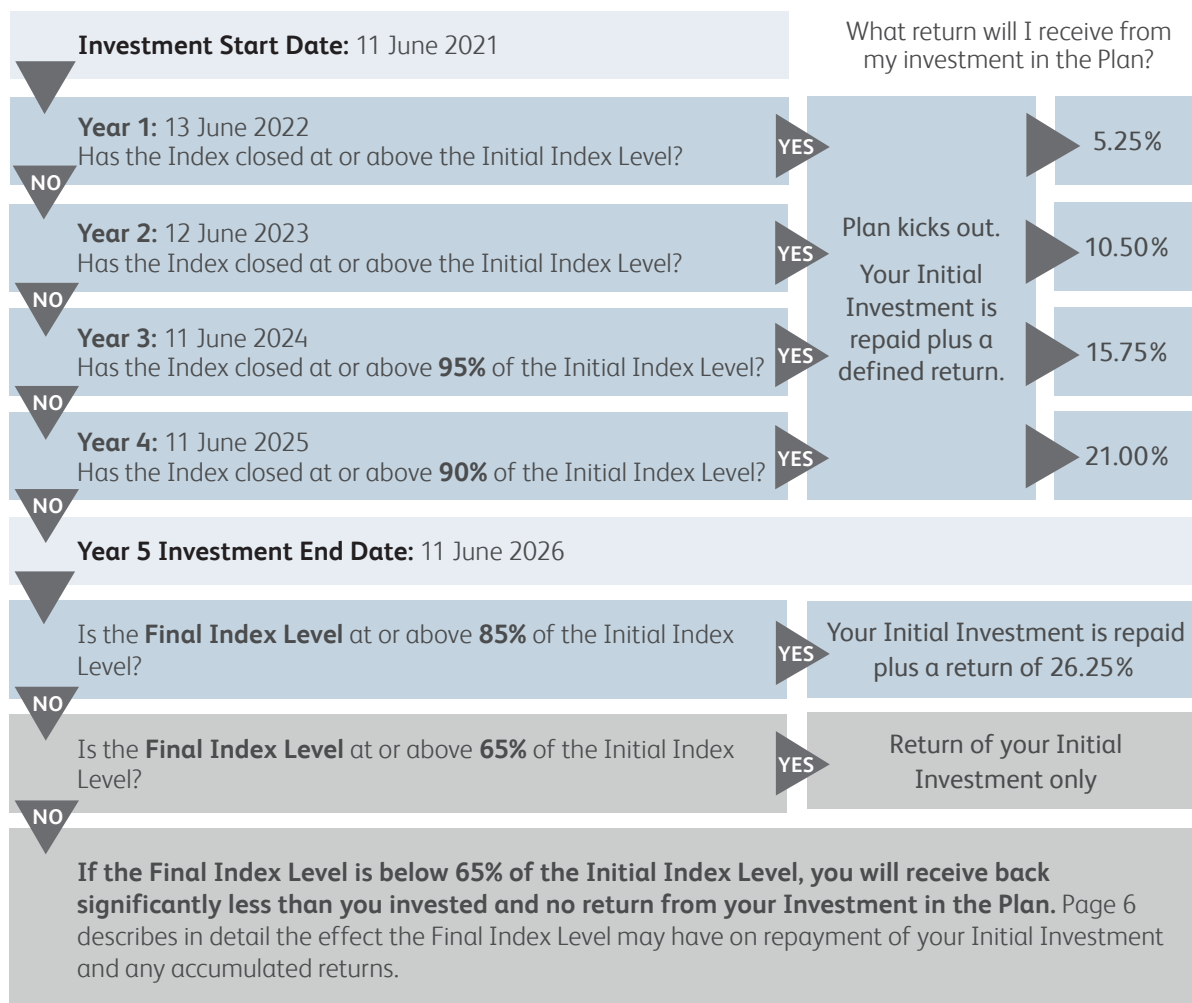 Investment Start Date: 11 June 2021
What return will I receive from
my investment in the Plan?
Year 1: 13 June 2022
Has the Index closed at or above the Initial Index Level?
YES
5.25%
NO
Year 2: 12 June 2023
Has the Index closed at or above the Initial Index Level?
YES
Plan kicks out.
Your Initial
Investment is
repaid plus a
defined return.
10.50%
NO
Year 3: 11 June 2024
Has the Index closed at or above 95% of the Initial Index Level?
YES
15.75%
NO
Year 4: 11 June 2025
Has the Index closed at or above 90% of the Initial Index Level?
YES
21.00%
NO
Year 5 Investment End Date: 11 June 2026
Is the Final Index Level at or above 85% of the Initial Index
Level?
YES
Your Initial Investment is repaid
plus a return of 26.25%
NO
Is the Final Index Level at or above 65% of the Initial Index
Level?
YES
Return of your Initial
Investment only
NO
If the Final Index Level is below 65% of the Initial Index Level, you will receive back
significantly less than you invested and no return from your Investment in the Plan. Page 6
describes in detail the effect the Final Index Level may have on repayment of your Initial Investment
and any accumulated returns.